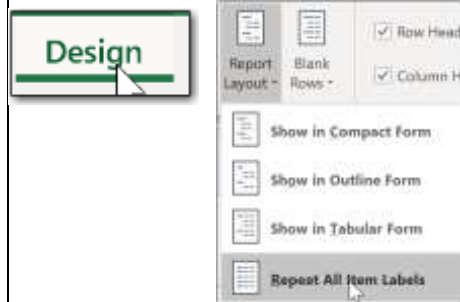 Design
Report Layout
Blank Rows
Row Head
Column H
Show in Compact Form
Show in Outline Form
Show in Tabular Form
Repeat All Item Labels